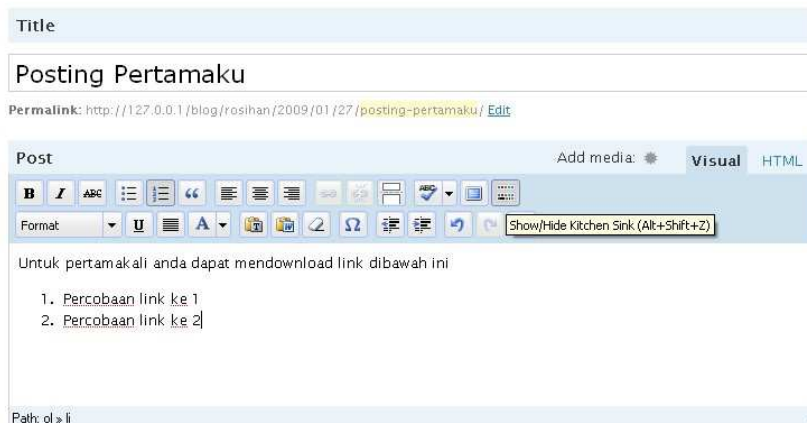 Title
Posting Pertamaku
Permalink: http://127.0.0.1/blog/rosihan/2009/01/27/posting-pertamaku/ Edit
Post Add media: Visual HTML
B I ABC ABC
Format U A Ω Show/Hide Kitchen Sink (Alt+Shift+Z)
Untuk pertamakali anda dapat mendownload link dibawah ini
1. Percobaan link ke 1
2. Percobaan link ke 2
Path: ol » li